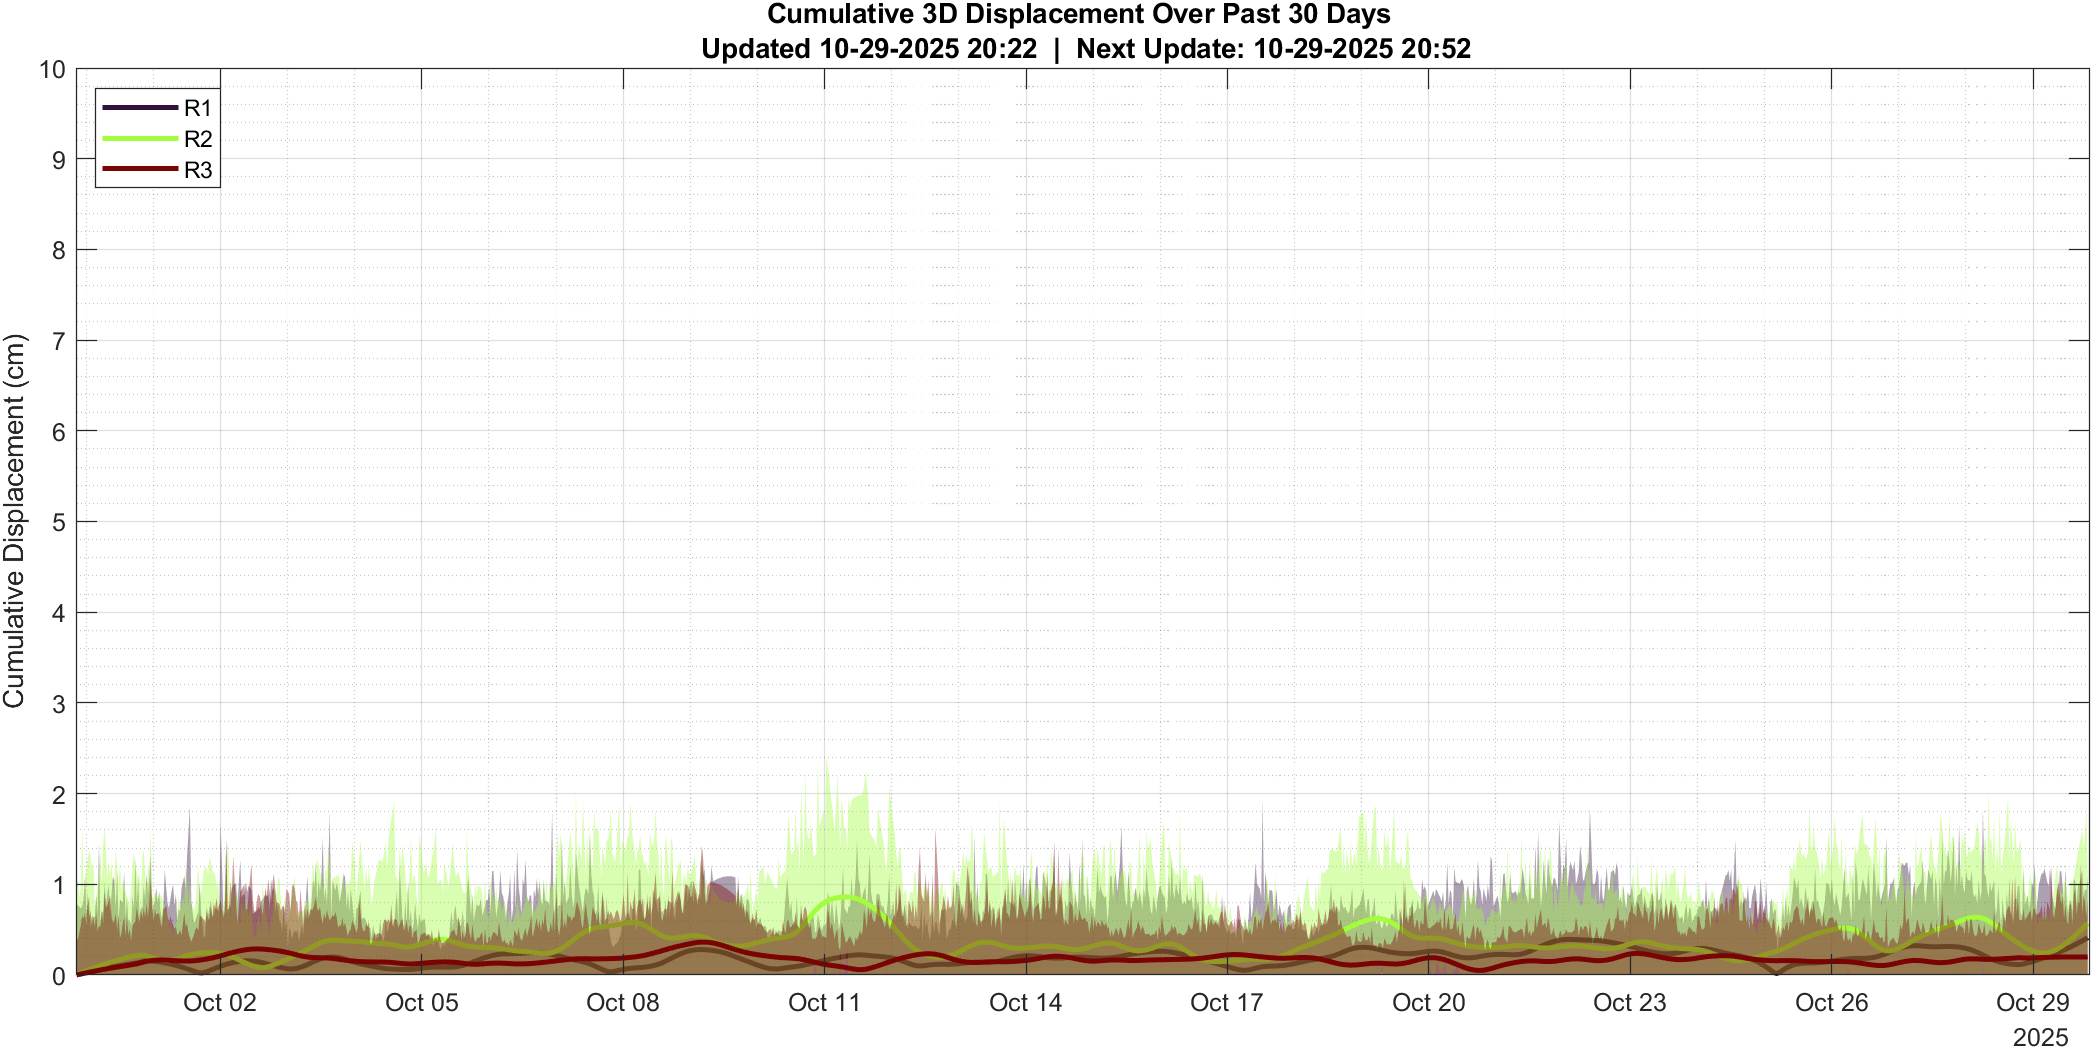 Cumulative 3D Displacement Over Past 30 Days
Updated 10-29-2025 20:22 | Next Update: 10-29-2025 20:52
R1
R2
R3
Cumulative Displacement (cm)
10
9
8
7
6
5
4
3
2
1
0
Oct 02 Oct 05 Oct 08 Oct 11 Oct 14 Oct 17 Oct 20 Oct 23 Oct 26 Oct 29
2025